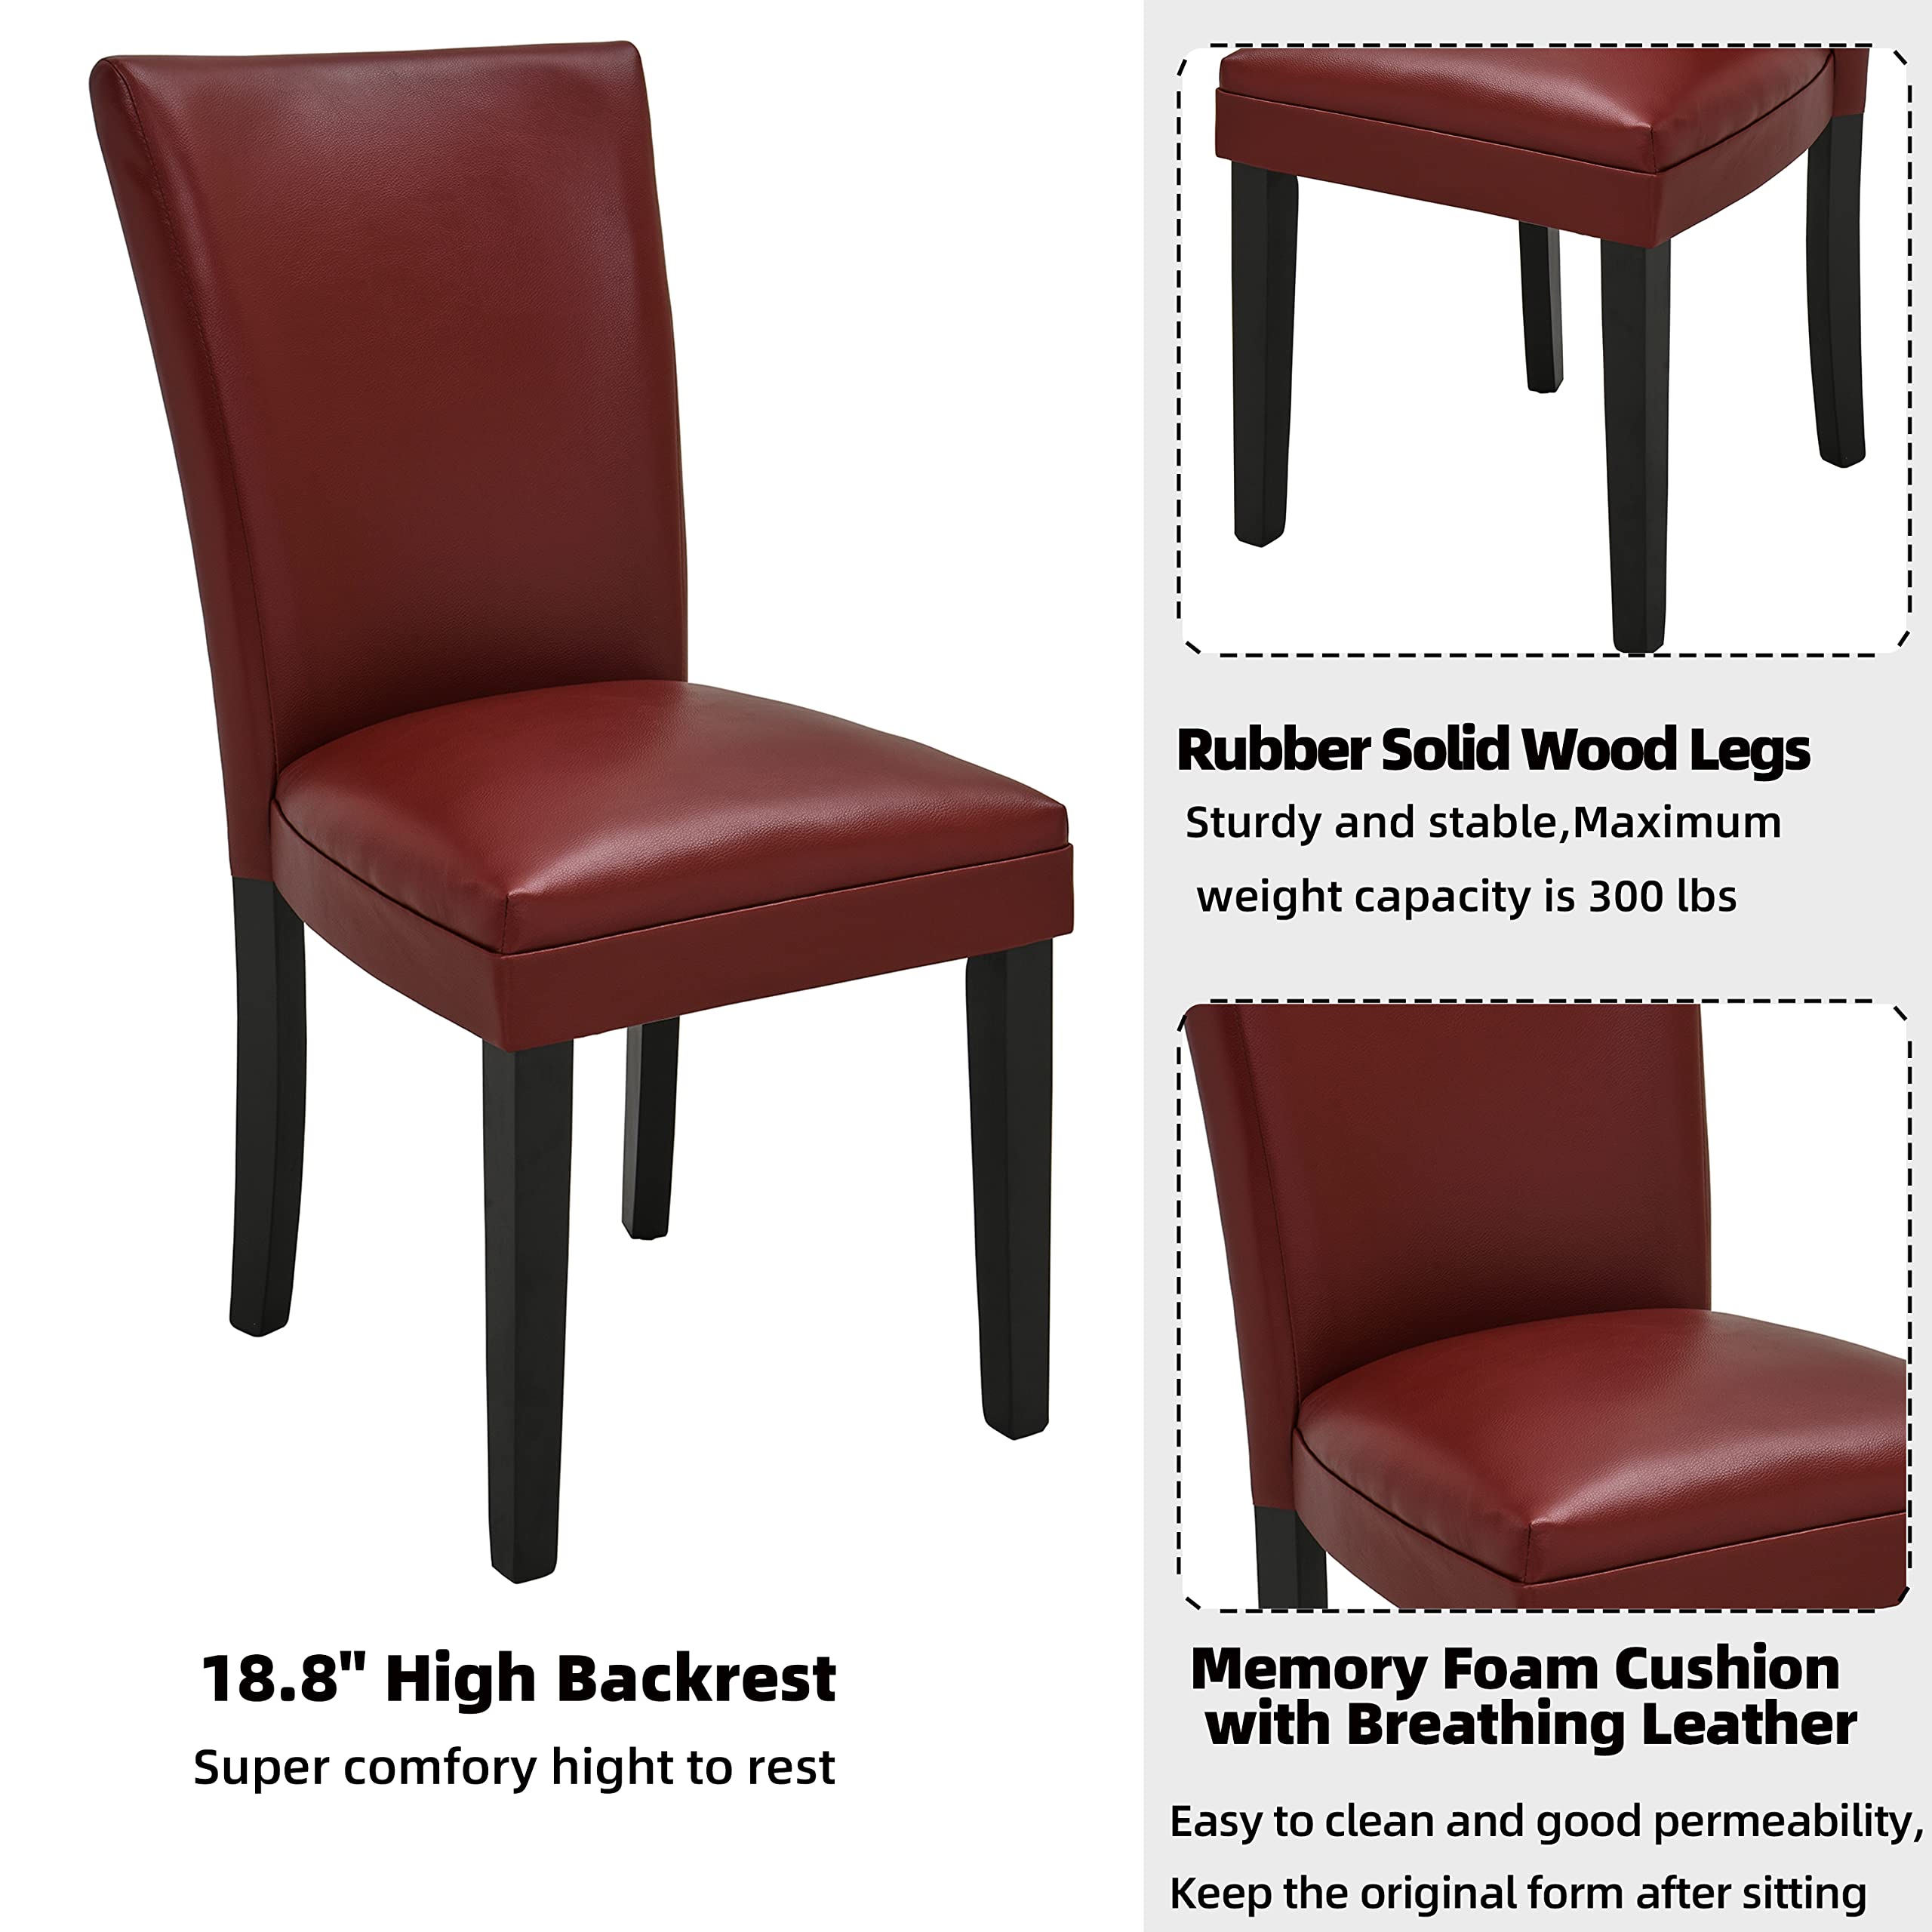 18.8" High Backrest
Super comfory hight to rest
Rubber Solid Wood Legs
Sturdy and stable,Maximum
weight capacity is 300 lbs
Memory Foam Cushion
with Breathing Leather
Easy to clean and good permeability,
Keep the original form after sitting